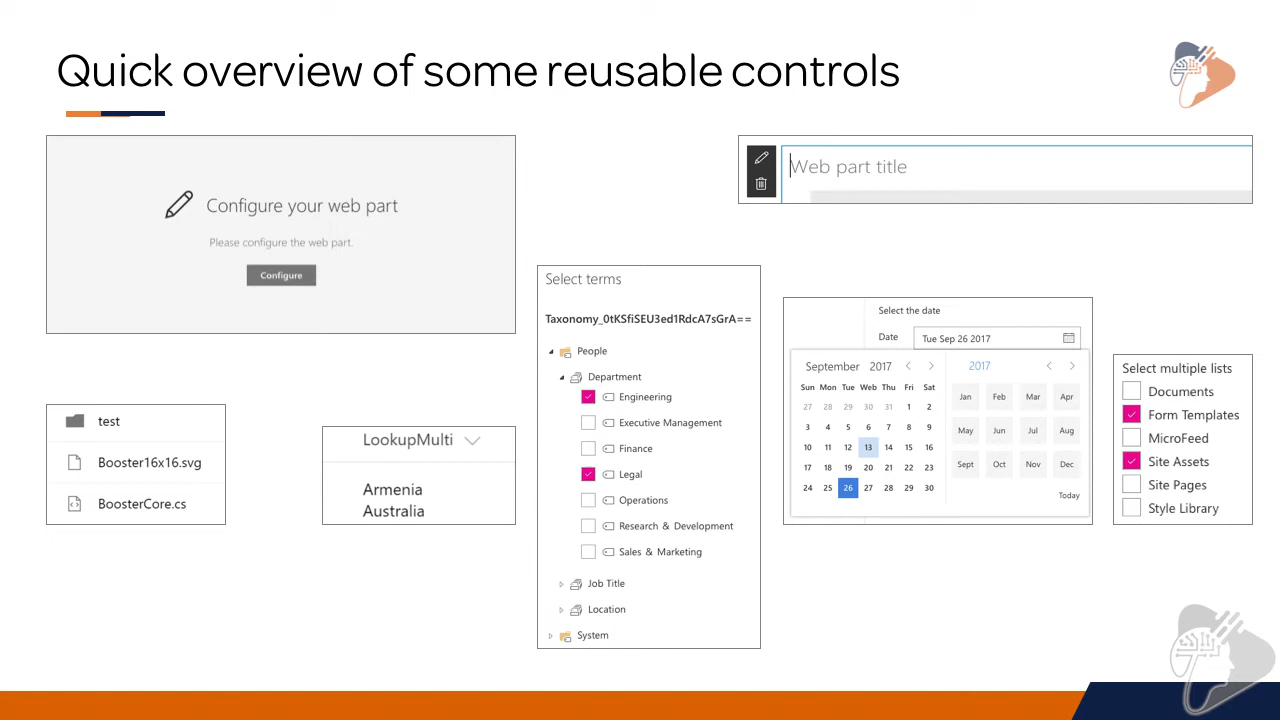 Quick overview of some reusable controls
Configure your web part
Please configure the web part.
Configure
Web part title
test
Booster16x16.svg
BoosterCore.cs
LookupMulti
Armenia
Australia
Select terms
Taxonomy_0tKSfiSEU3ed1RdcA7sGrA==
People
Department
Engineering
Executive Management
Finance
Legal
Operations
Research & Development
Sales & Marketing
Job Title
Location
System
Select the date
Date Tue Sep 26 2017
September 2017
Sun Mon Tue Wed Thu Fri Sat
27 28 29 30 31 1 2
3 4 5 6 7 8 9
10 11 12 13 14 15 16
17 18 19 20 21 22 23
24 25 26 27 28 29 30
2017
Jan Feb Mar Apr
May Jun Jul Aug
Sept Oct Nov Dec
Today
Select multiple lists
Documents
Form Templates
MicroFeed
Site Assets
Site Pages
Style Library